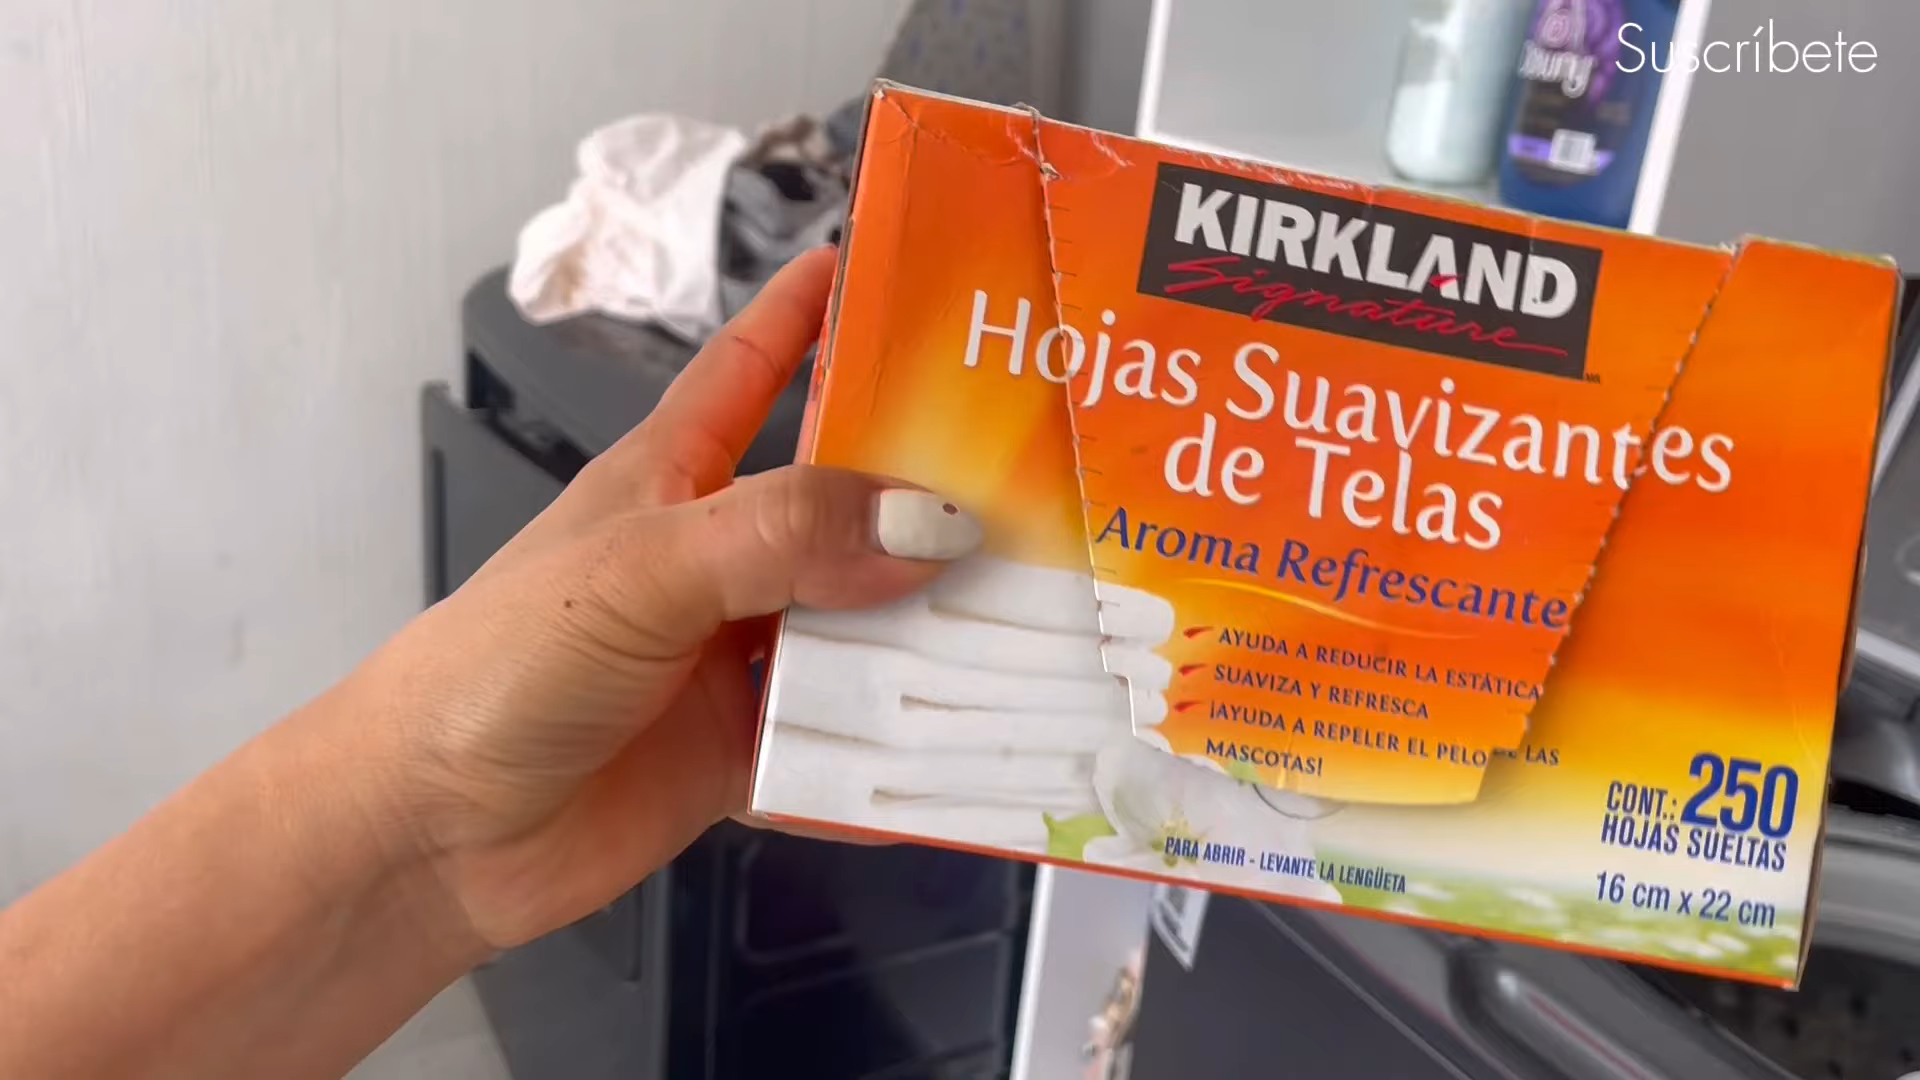 Suscríbete
Downy
KIRKLAND
Signature
Hojas Suavizantes
de Telas
Aroma Refrescante
AYUDA A REDUCIR LA ESTÁTICA
SUAVIZA Y REFRESCA
¡AYUDA A REPELER EL PELO DE LAS
MASCOTAS!
CONT.: 250
HOJAS SUELTAS
16 cm x 22 cm
PARA ABRIR - LEVANTE LA LENGÜETA